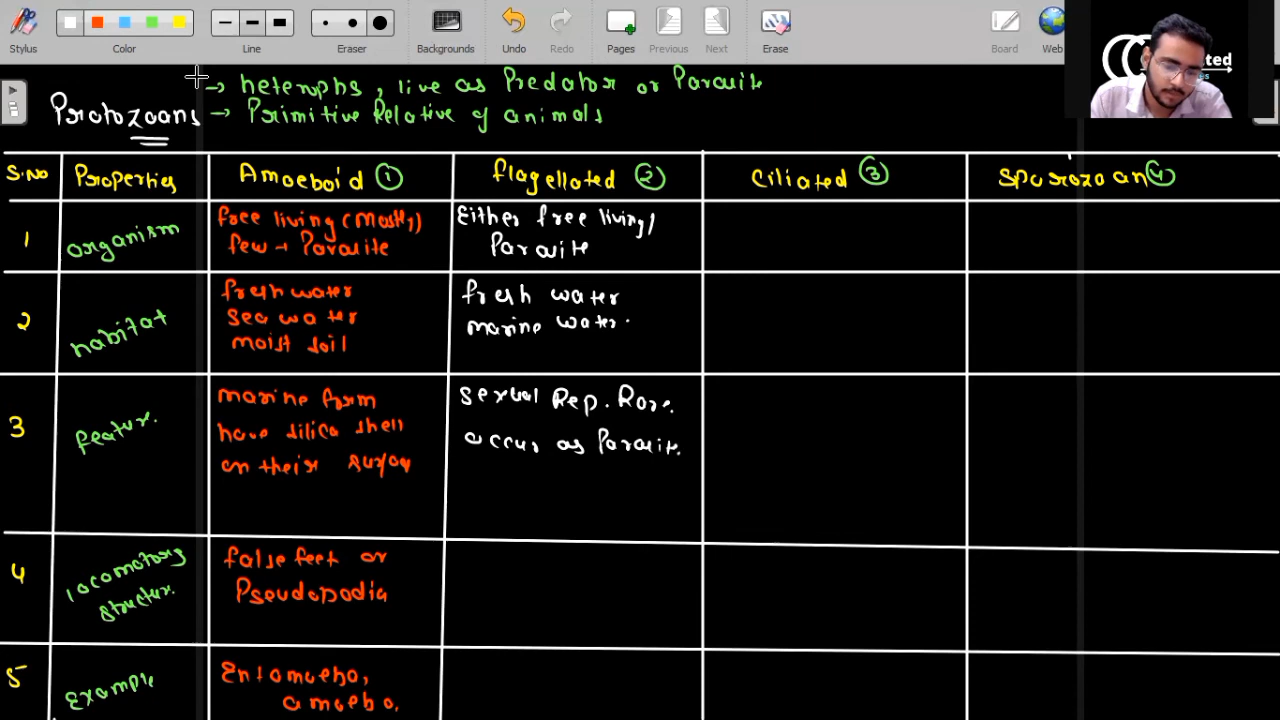 Stylus
Color
Line
Eraser
Backgrounds
Undo
Redo
Pages
Previous
Next
Erase
Board
Web
→ heterophs, live as Predator or Parasite
Protozoans → Primitive Relative of animals
S.No Properties Amoeboid ① flagellated ② ciliated ③ sporozoan ④
1 organism
free living (mostly)
few → Parasite
Either free living/
Parasite
2 habitat
fresh water
sea water
moist soil
fresh water
marine water.
3 feature.
marine form
have silica shell
on their surface
sexual Rep. Rare.
occur as Parasite.
4 locomotory
structure.
false feet or
Pseudopodia
5 Example
Entamoeba,
amoeba,